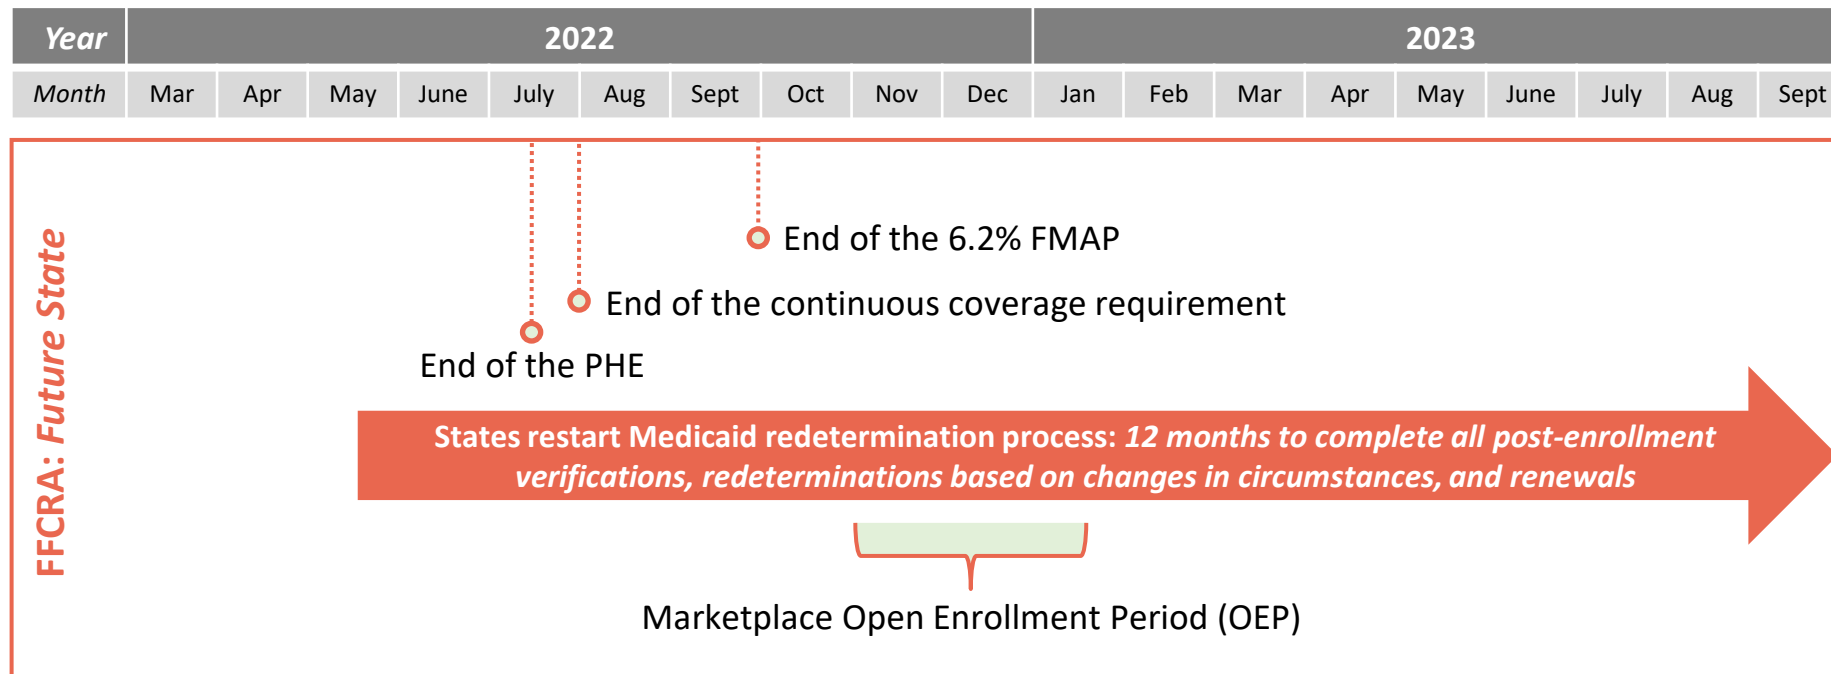 Year 2022 2023
Month Mar Apr May June July Aug Sept Oct Nov Dec Jan Feb Mar Apr May June July Aug Sept
FFCRA: Future State
End of the 6.2% FMAP
End of the continuous coverage requirement
End of the PHE
States restart Medicaid redetermination process: 12 months to complete all post-enrollment
verifications, redeterminations based on changes in circumstances, and renewals
Marketplace Open Enrollment Period (OEP)